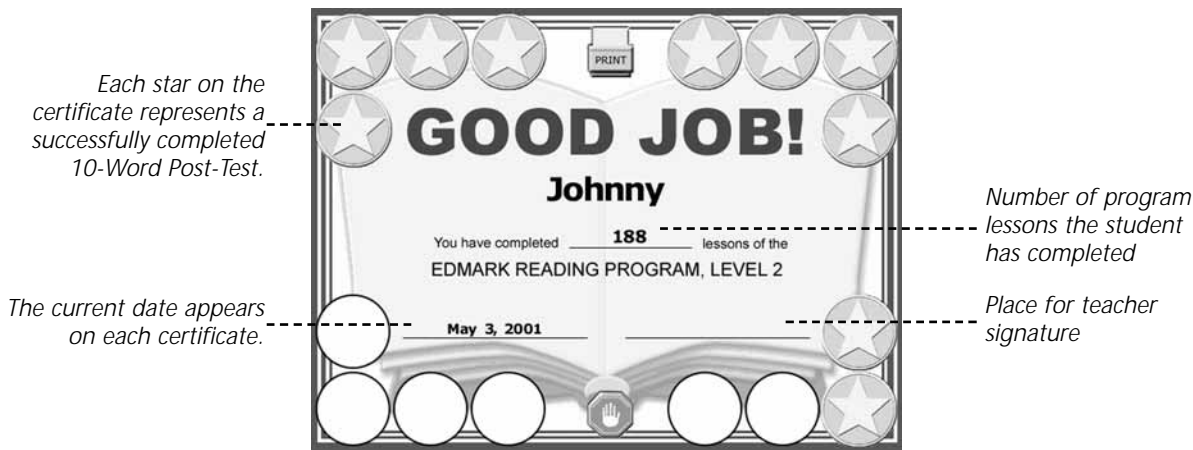 Each star on the
certificate represents a
successfully completed
10-Word Post-Test.
The current date appears
on each certificate.
PRINT
GOOD JOB!
Johnny
You have completed 188 lessons of the
EDMARK READING PROGRAM, LEVEL 2
May 3, 2001
Number of program
lessons the student
has completed
Place for teacher
signature